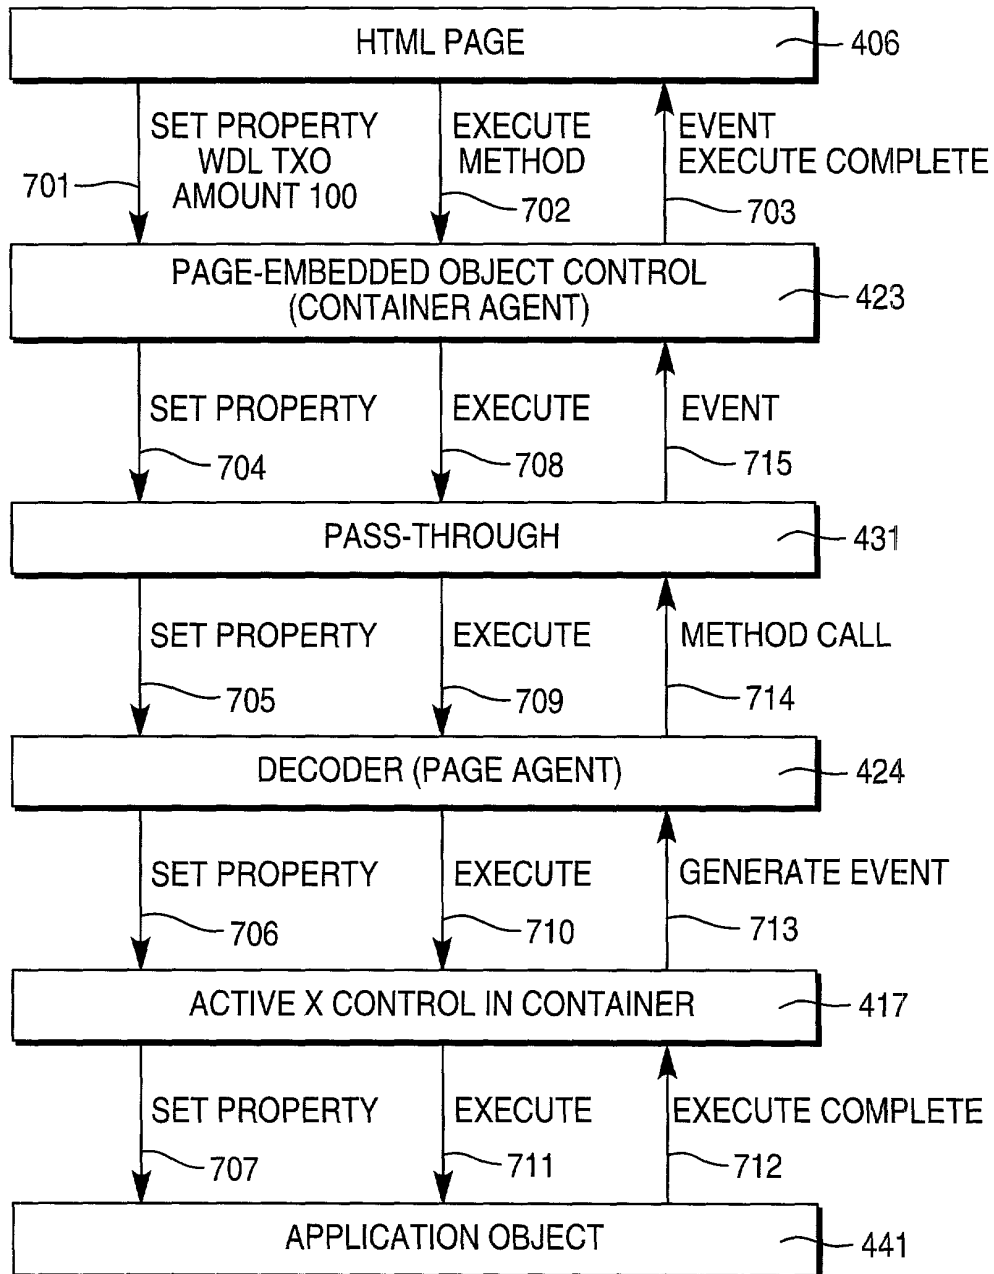 HTML PAGE
406
SET PROPERTY
WDL TXO
AMOUNT 100
701
EXECUTE
METHOD
702
EVENT
EXECUTE COMPLETE
703
PAGE-EMBEDDED OBJECT CONTROL
(CONTAINER AGENT)
423
SET PROPERTY
704
EXECUTE
708
EVENT
715
PASS-THROUGH
431
SET PROPERTY
705
EXECUTE
709
METHOD CALL
714
DECODER (PAGE AGENT)
424
SET PROPERTY
706
EXECUTE
710
GENERATE EVENT
713
ACTIVE X CONTROL IN CONTAINER
417
SET PROPERTY
707
EXECUTE
711
EXECUTE COMPLETE
712
APPLICATION OBJECT
441